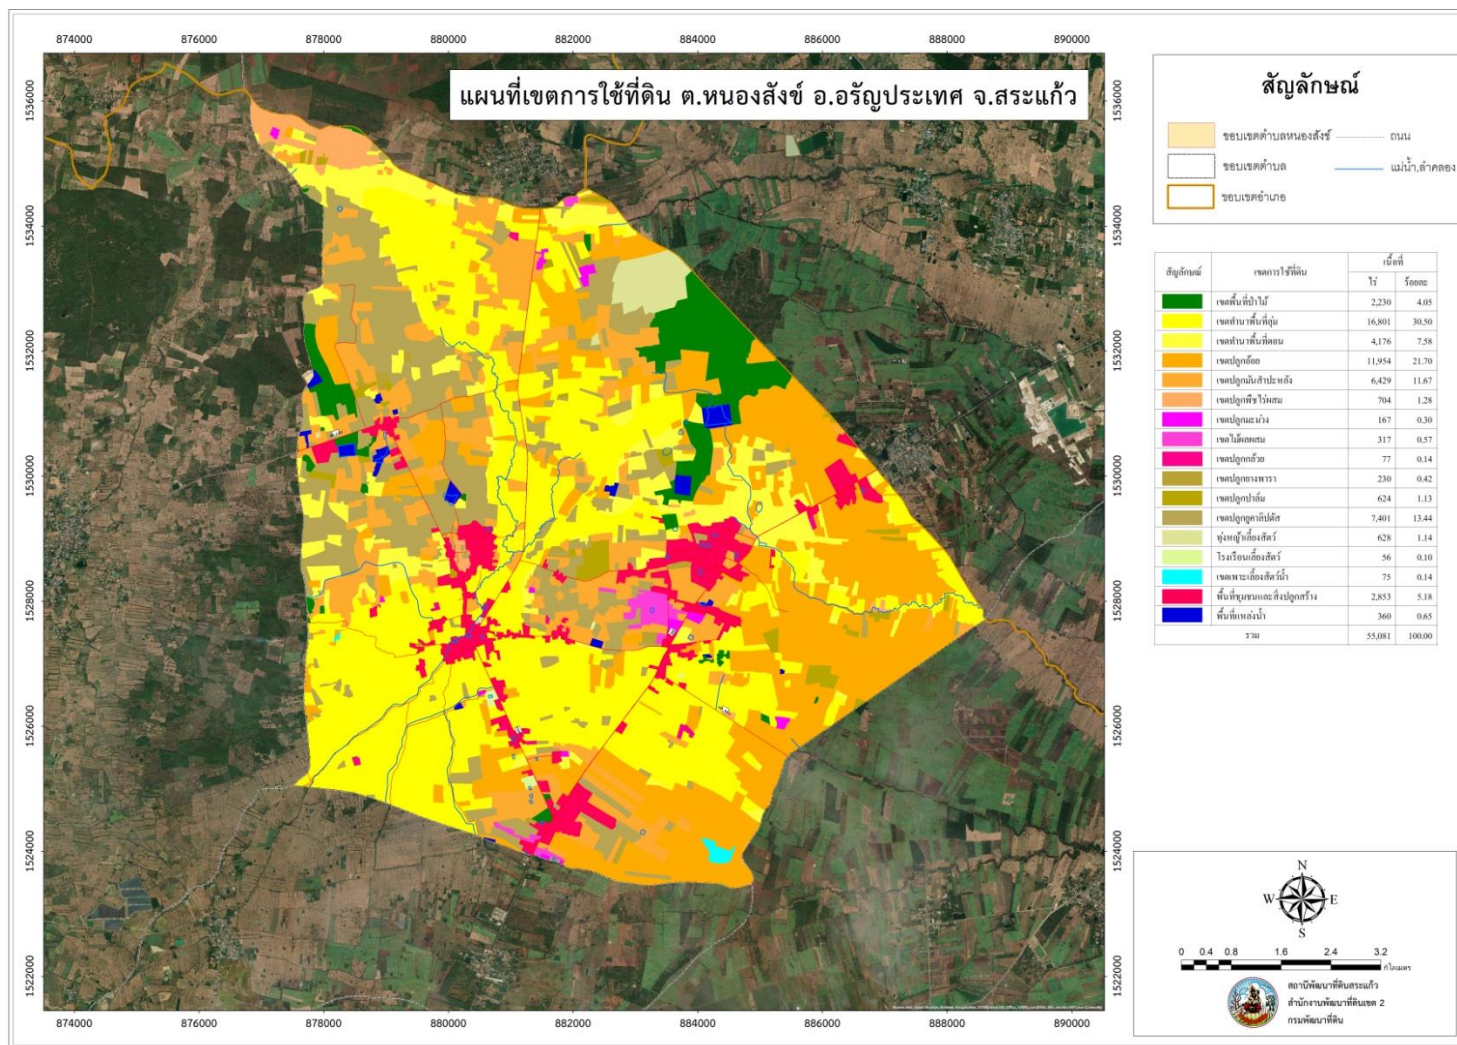 874000 876000 878000 880000 882000 884000 886000 888000 890000
แผนที่เขตการใช้ที่ดิน ต.หนองสังข์ อ.อรัญประเทศ จ.สระแก้ว
1536000 1536000
1534000 1534000
1532000 1532000
1530000 1530000
1528000 1528000
1526000 1526000
1524000 1524000
1522000 1522000
874000 876000 878000 880000 882000 884000 886000 888000 890000
สัญลักษณ์
ขอบเขตตำบลหนองสังข์ ถนน
ขอบเขตตำบล แม่น้ำ,ลำคลอง
ขอบเขตอำเภอ
สัญลักษณ์ เขตการใช้ที่ดิน เนื้อที่
ไร่ ร้อยละ
เขตพื้นที่ป่าไม้ 2,230 4.05
เขตทำนาพื้นที่ลุ่ม 16,801 30.50
เขตทำนาพื้นที่ดอน 4,176 7.58
เขตปลูกอ้อย 11,954 21.70
เขตปลูกมันสำปะหลัง 6,429 11.67
เขตปลูกพืชไร่ผสม 704 1.28
เขตปลูกมะม่วง 167 0.30
เขตไม้ผลผสม 317 0.57
เขตปลูกกล้วย 77 0.14
เขตปลูกยางพารา 230 0.42
เขตปลูกปาล์ม 624 1.13
เขตปลูกยูคาลิปตัส 7,401 13.44
ทุ่งหญ้าเลี้ยงสัตว์ 628 1.14
โรงเรือนเลี้ยงสัตว์ 56 0.10
เขตเพาะเลี้ยงสัตว์น้ำ 75 0.14
พื้นที่ชุมชนและสิ่งปลูกสร้าง 2,853 5.18
พื้นที่แหล่งน้ำ 360 0.65
รวม 55,081 100.00
N
W E
S
0 0.4 0.8 1.6 2.4 3.2
กิโลเมตร
สถานีพัฒนาที่ดินสระแก้ว
สำนักงานพัฒนาที่ดินเขต 2
กรมพัฒนาที่ดิน